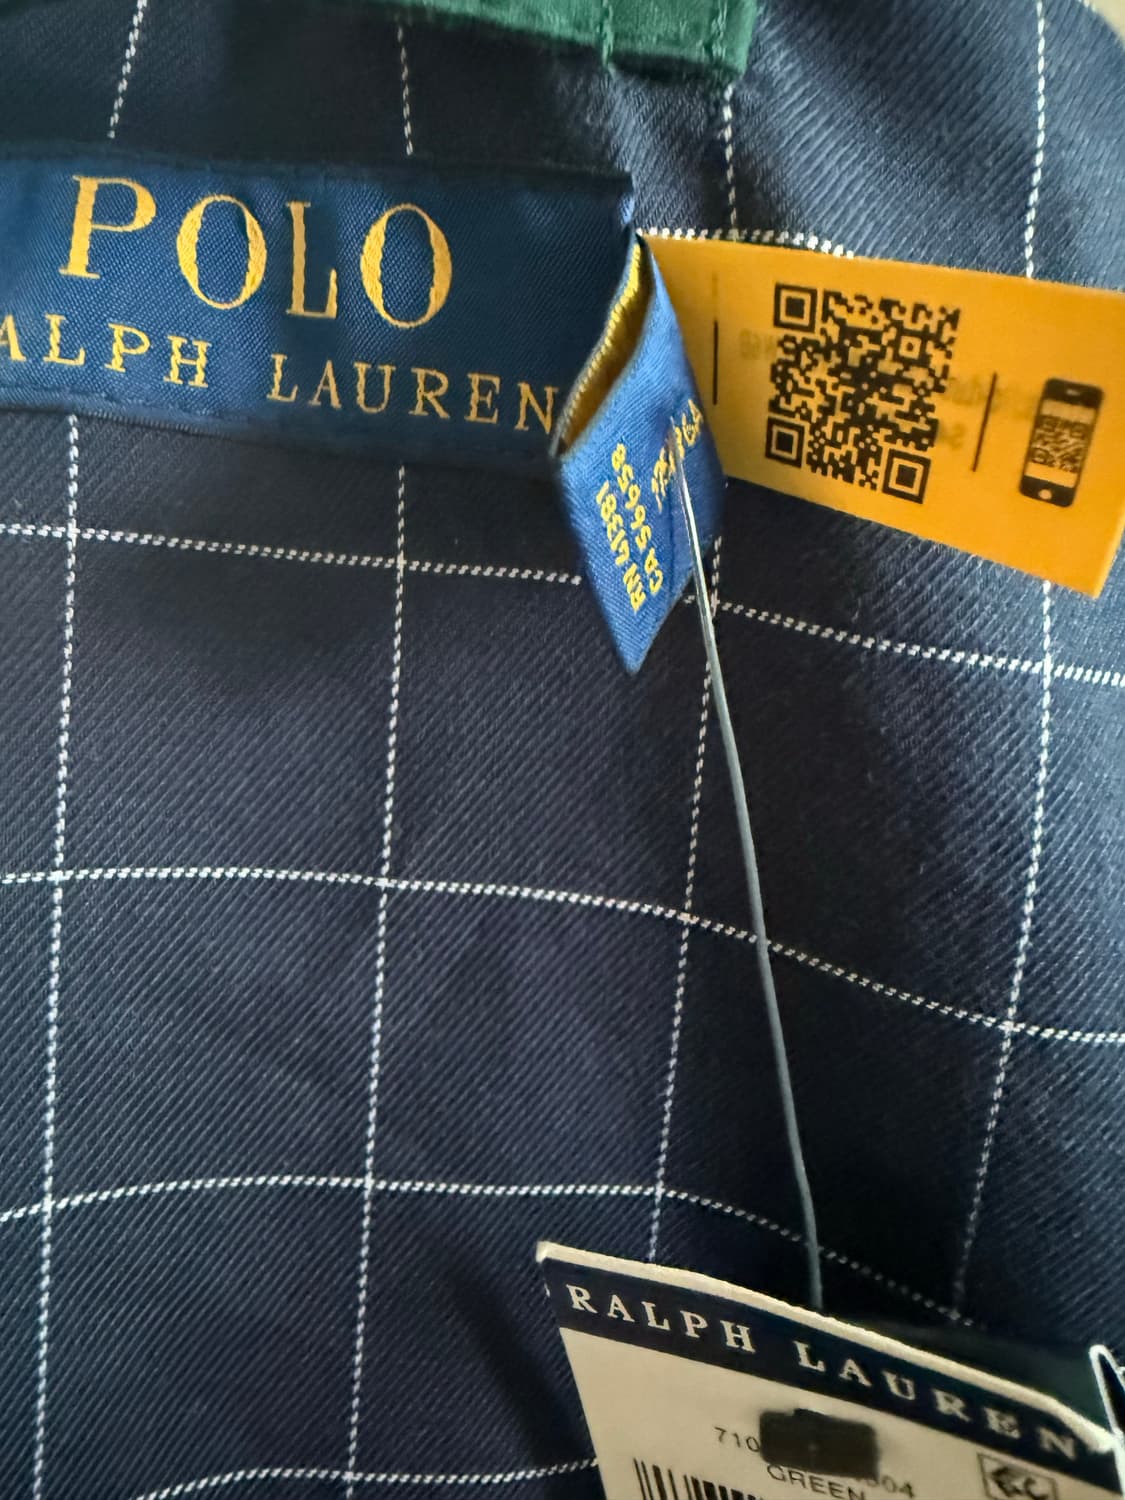 POLO
RALPH LAUREN
RN 41381
CA 56658
RALPH LAUREN
GREEN